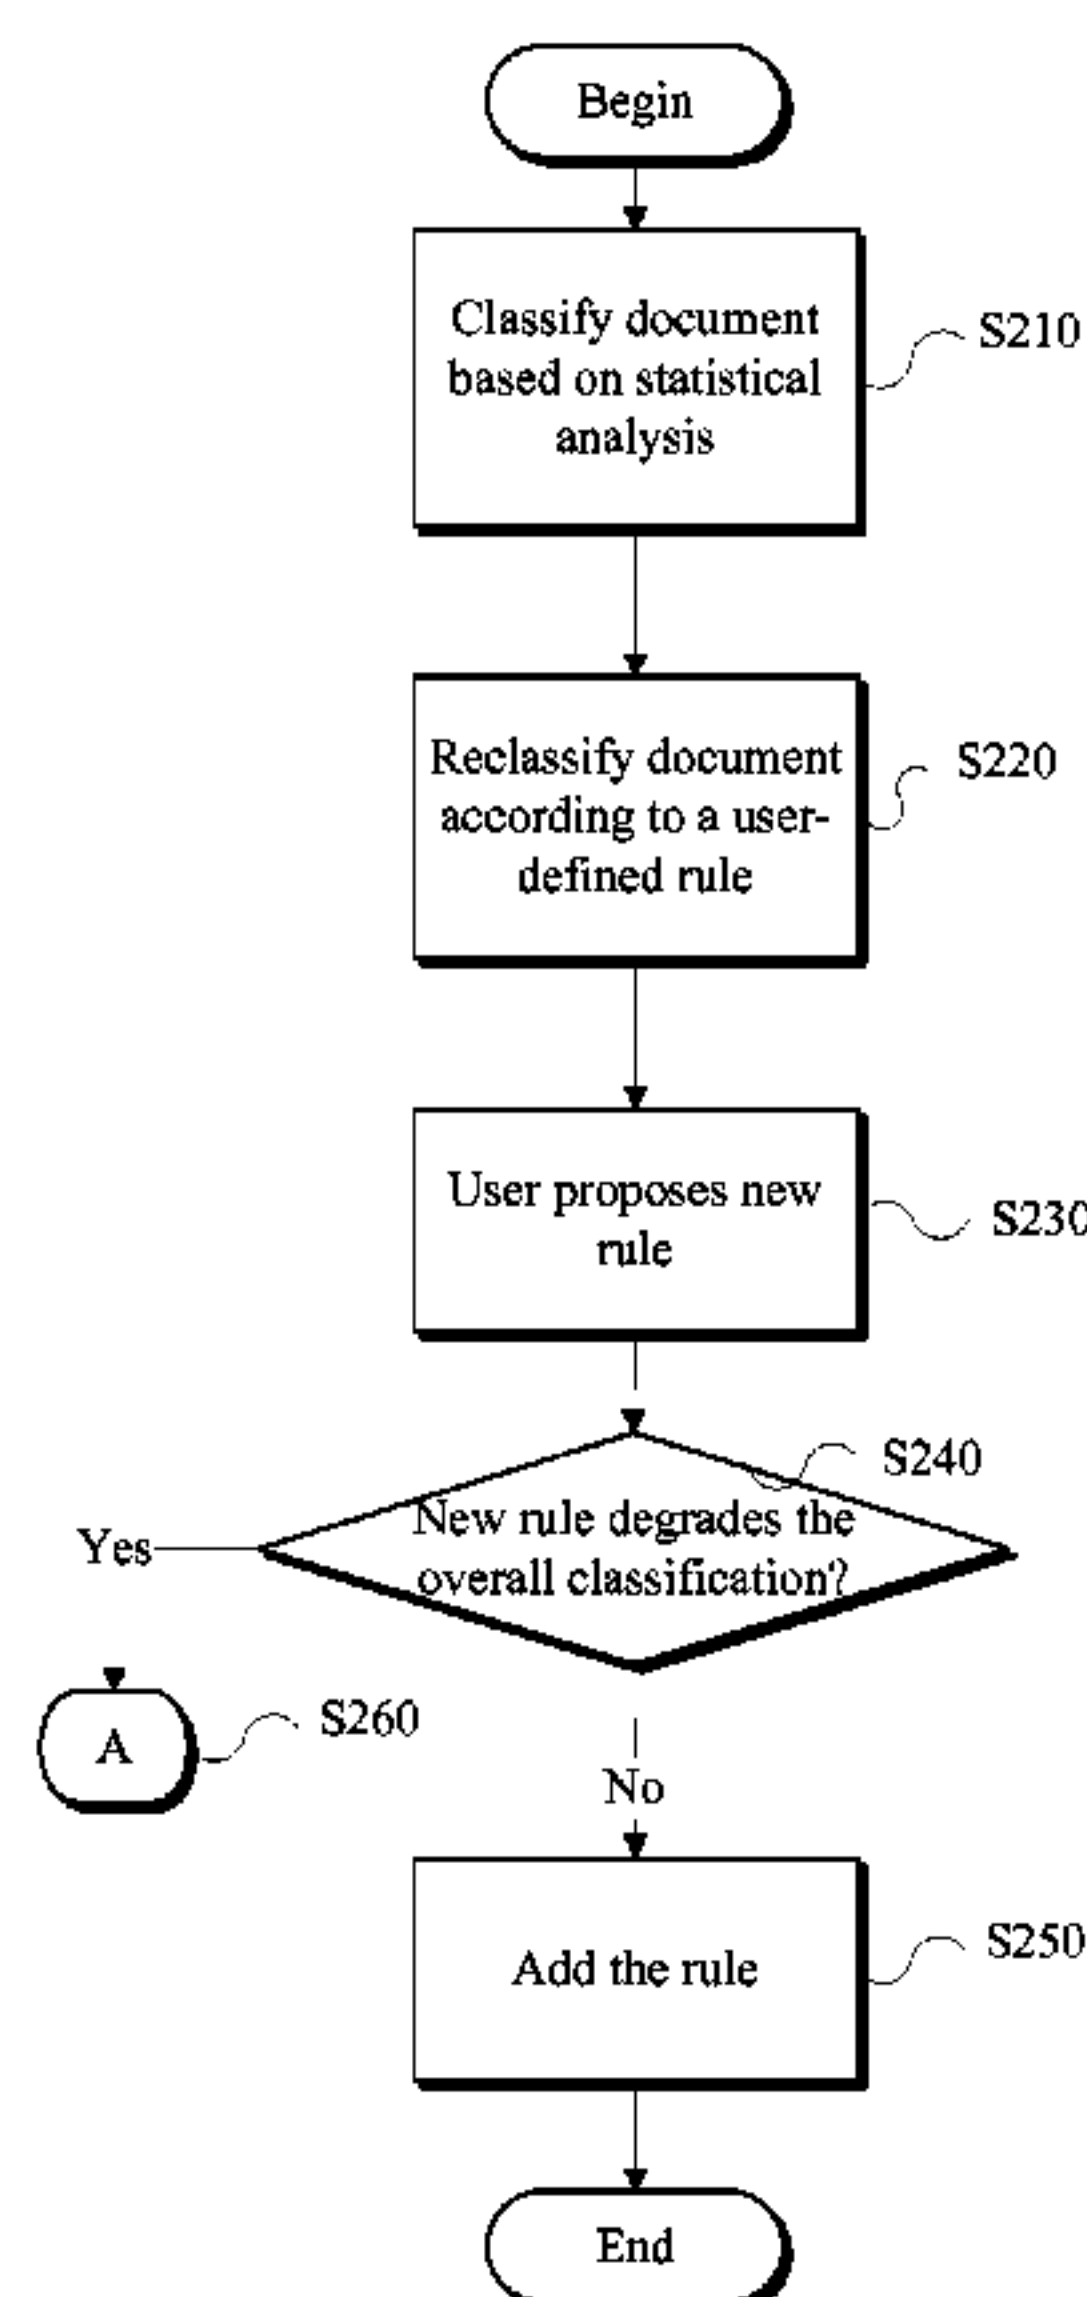 Begin
Classify document
based on statistical
analysis
S210
Reclassify document
according to a user-
defined rule
S220
User proposes new
rule
S230
S240
New rule degrades the
overall classification?
Yes
A
S260
No
Add the rule
S250
End